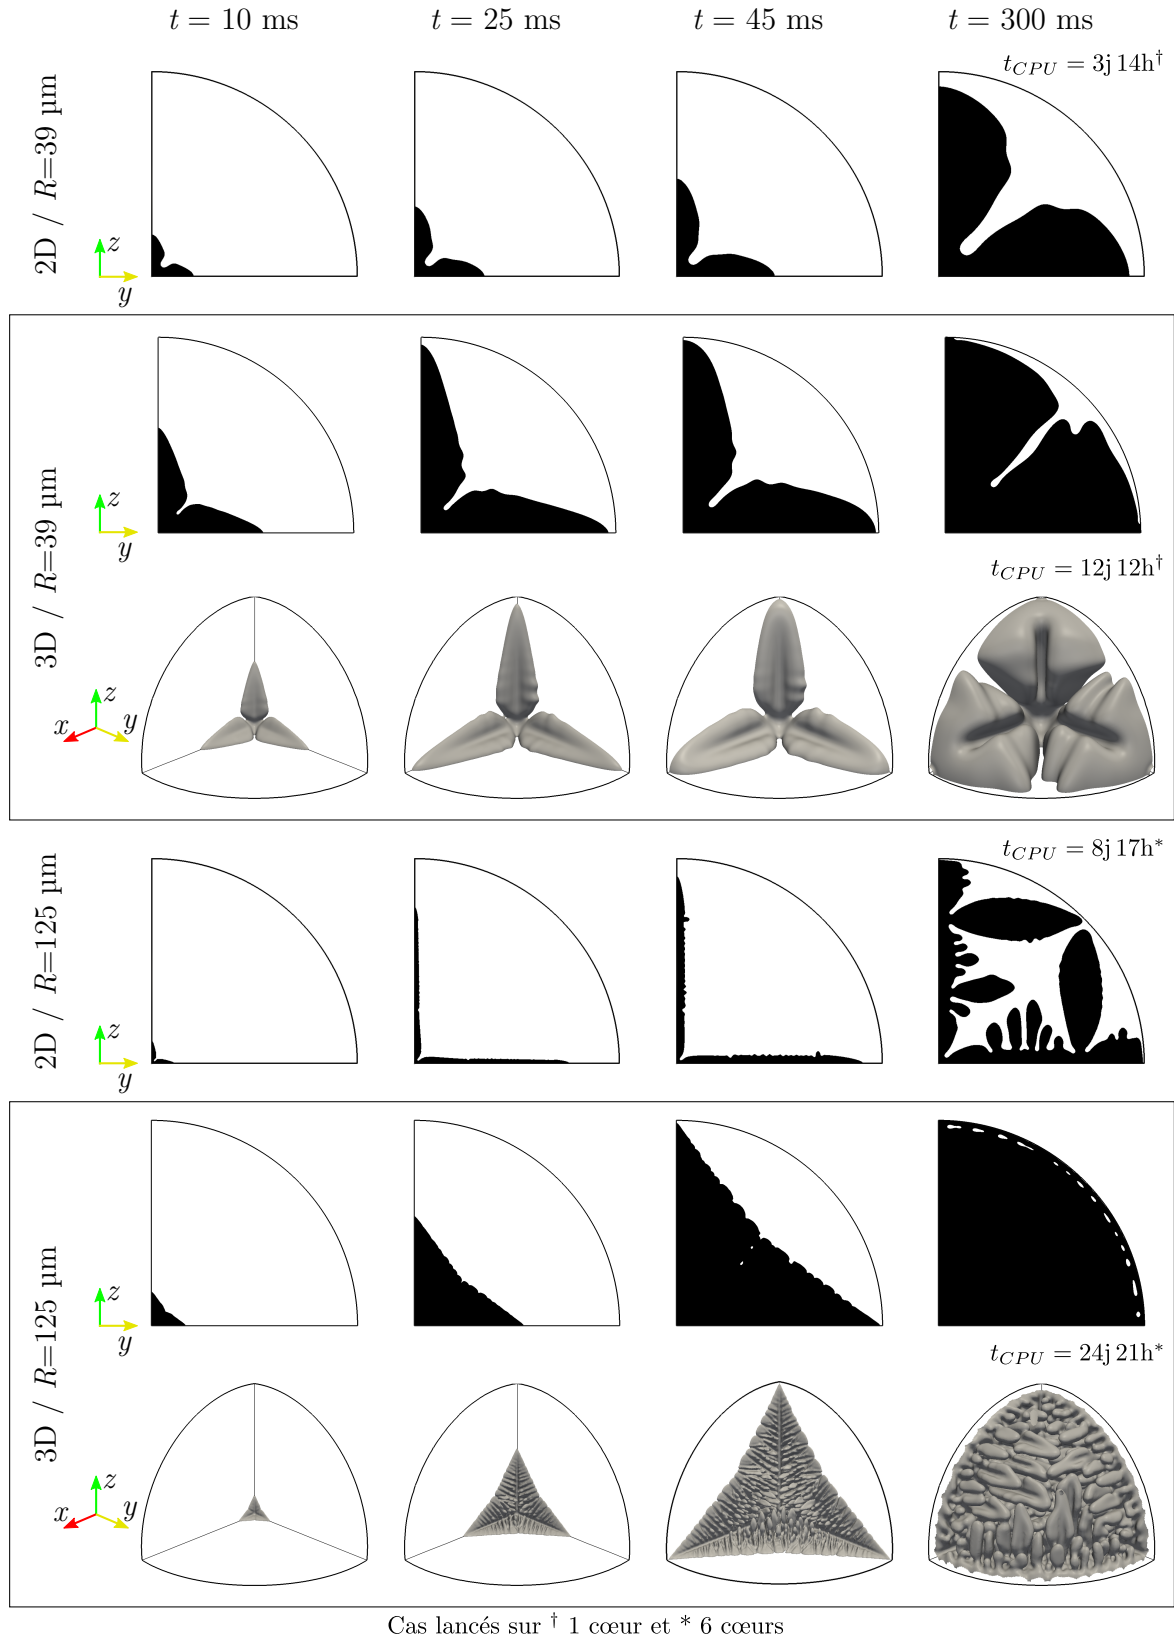 t = 10 ms
t = 25 ms
t = 45 ms
t = 300 ms
t_CPU = 3j 14h†
2D / R=39 µm
z
y
3D / R=39 µm
z
y
t_CPU = 12j 12h†
z
x
y
t_CPU = 8j 17h*
2D / R=125 µm
z
y
3D / R=125 µm
z
y
t_CPU = 24j 21h*
z
x
y
Cas lancés sur † 1 cœur et * 6 cœurs